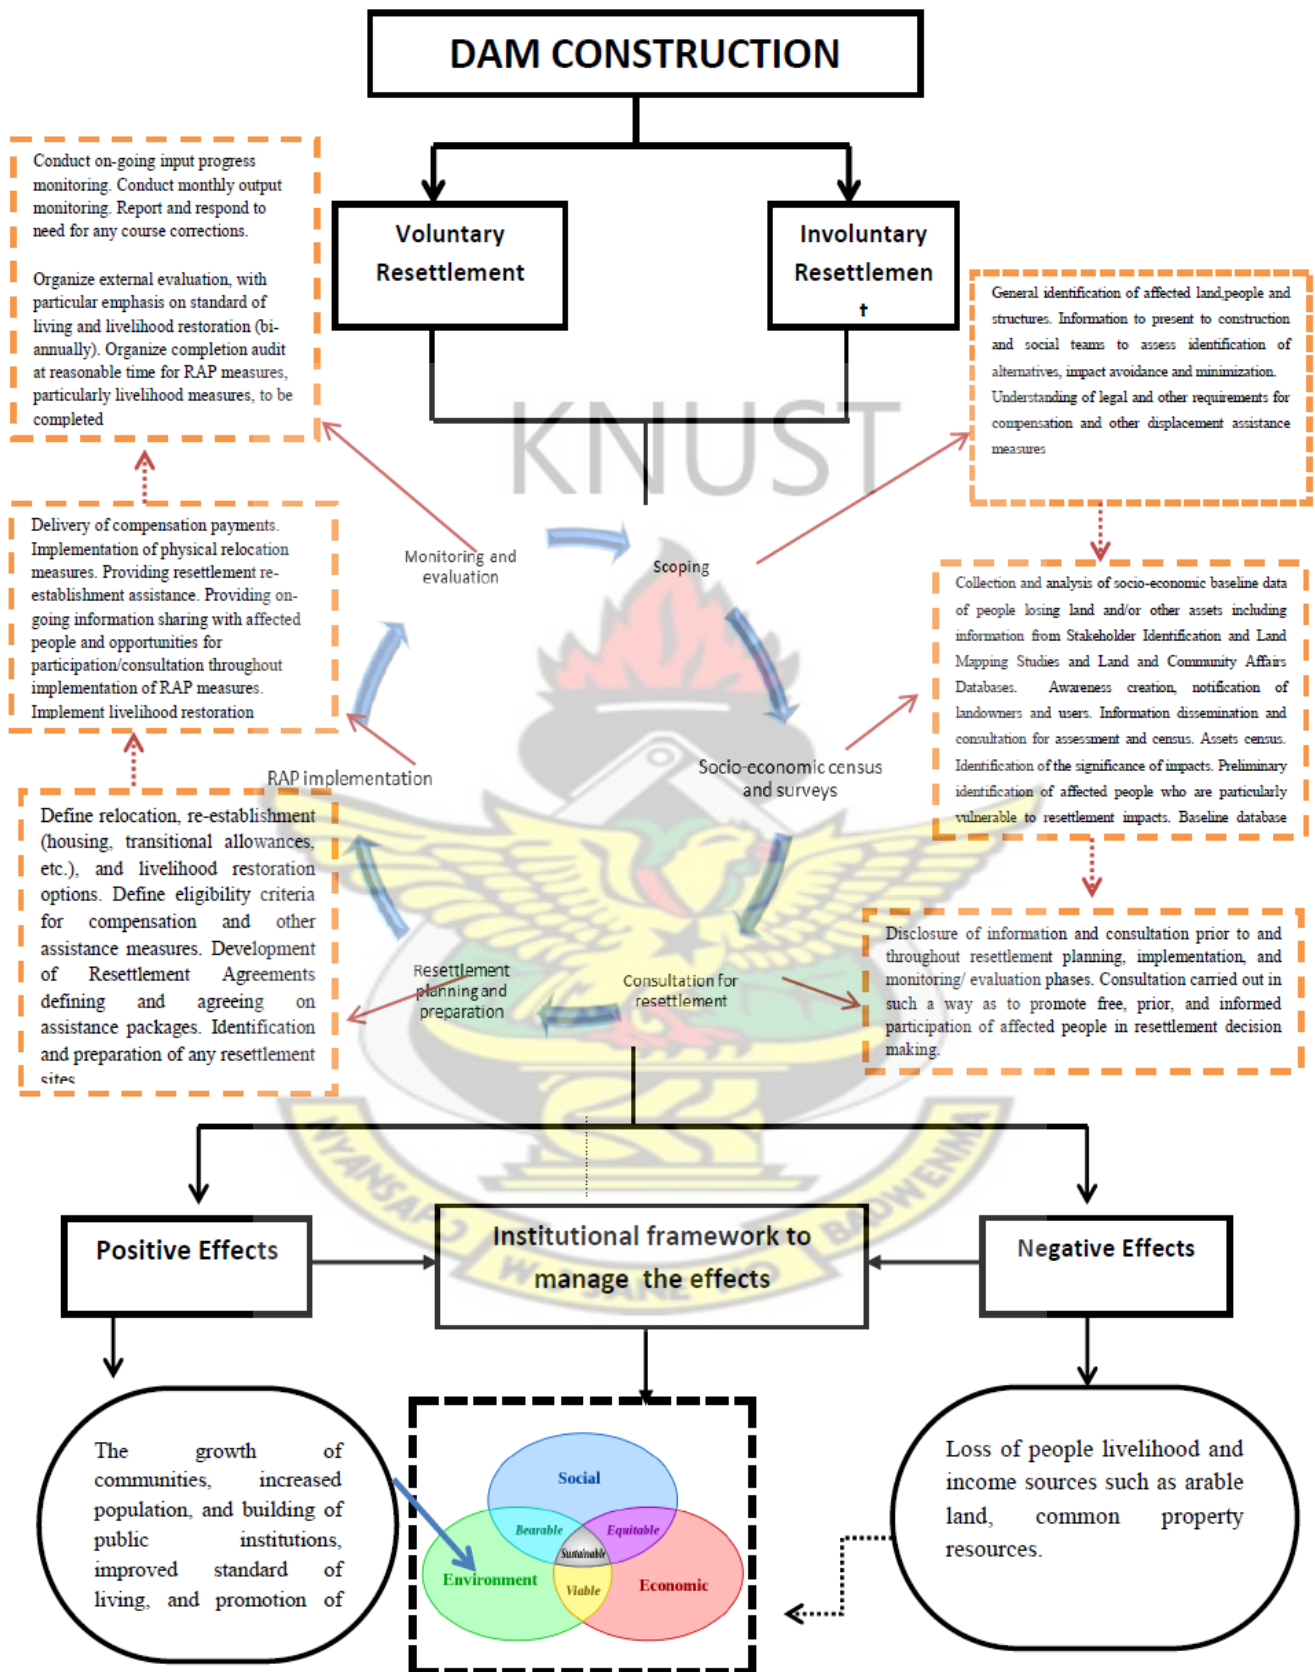 DAM CONSTRUCTION
Voluntary
Resettlement
Involuntary
Resettlemen
t
Conduct on-going input progress
monitoring. Conduct monthly output
monitoring. Report and respond to
need for any course corrections.
Organize external evaluation, with
particular emphasis on standard of
living and livelihood restoration (bi-
annually). Organize completion audit
at reasonable time for RAP measures,
particularly livelihood measures, to be
completed
General identification of affected land,people and
structures. Information to present to construction
and social teams to assess identification of
alternatives, impact avoidance and minimization.
Understanding of legal and other requirements for
compensation and other displacement assistance
measures
KNUST
Delivery of compensation payments.
Implementation of physical relocation
measures. Providing resettlement re-
establishment assistance. Providing on-
going information sharing with affected
people and opportunities for
participation/consultation throughout
implementation of RAP measures.
Implement livelihood restoration
Monitoring and
evaluation
Scoping
Collection and analysis of socio-economic baseline data
of people losing land and/or other assets including
information from Stakeholder Identification and Land
Mapping Studies and Land and Community Affairs
Databases. Awareness creation, notification of
landowners and users. Information dissemination and
consultation for assessment and census. Assets census.
Identification of the significance of impacts. Preliminary
identification of affected people who are particularly
vulnerable to resettlement impacts. Baseline database
RAP implementation
Socio-economic census
and surveys
Define relocation, re-establishment
(housing, transitional allowances,
etc.), and livelihood restoration
options. Define eligibility criteria
for compensation and other
assistance measures. Development
of Resettlement Agreements
defining and agreeing on
assistance packages. Identification
and preparation of any resettlement
sites
Resettlement
planning and
preparation
Consultation for
resettlement
Disclosure of information and consultation prior to and
throughout resettlement planning, implementation, and
monitoring/ evaluation phases. Consultation carried out in
such a way as to promote free, prior, and informed
participation of affected people in resettlement decision
making.
NYANSAPO
BADWENMA
Positive Effects
Institutional framework to
manage the effects
Negative Effects
The growth of
communities, increased
population, and building of
public institutions,
improved standard of
living, and promotion of
Social
Bearable
Equitable
Sustainable
Environment
Viable
Economic
Loss of people livelihood and
income sources such as arable
land, common property
resources.